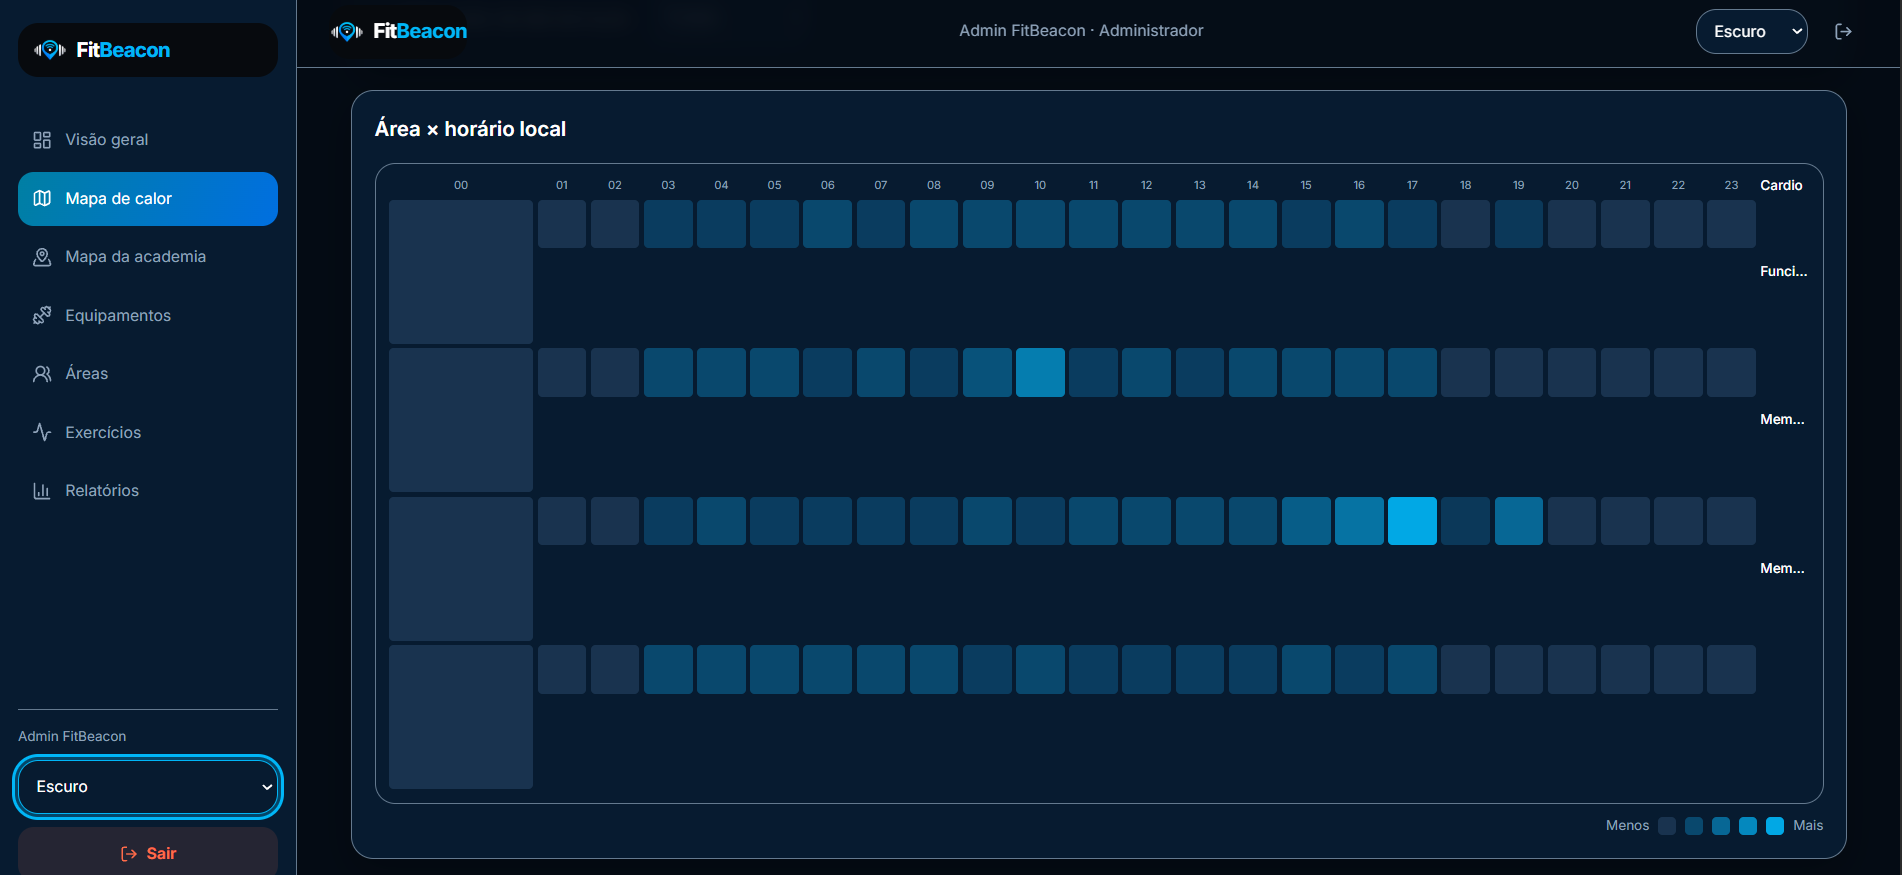 FitBeacon
Visão geral
Mapa de calor
Mapa da academia
Equipamentos
Áreas
Exercícios
Relatórios
Admin FitBeacon
Escuro
Sair
FitBeacon
Admin FitBeacon · Administrador
Escuro
Área × horário local
00 01 02 03 04 05 06 07 08 09 10 11 12 13 14 15 16 17 18 19 20 21 22 23 Cardio
Funci...
Mem...
Mem...
Menos Mais